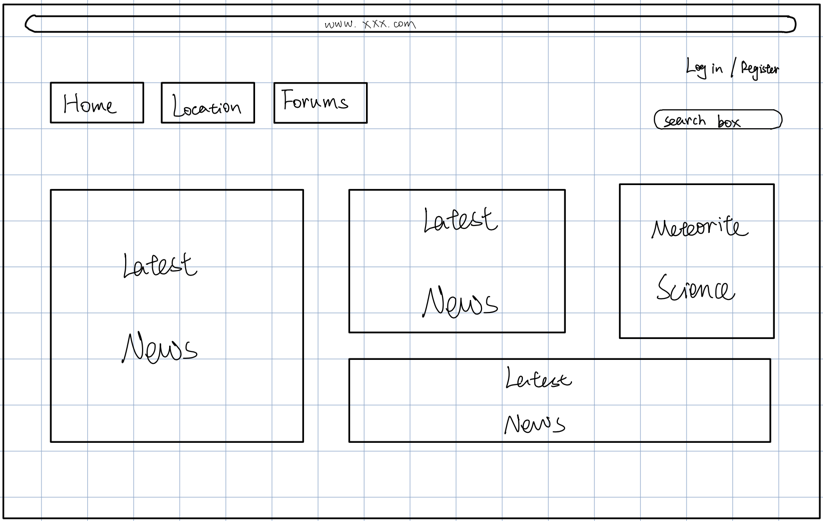 www.xxx.com
Log in / Register
Home
Location
Forums
search box
Latest
News
Latest
News
Meteorite
Science
Latest
News